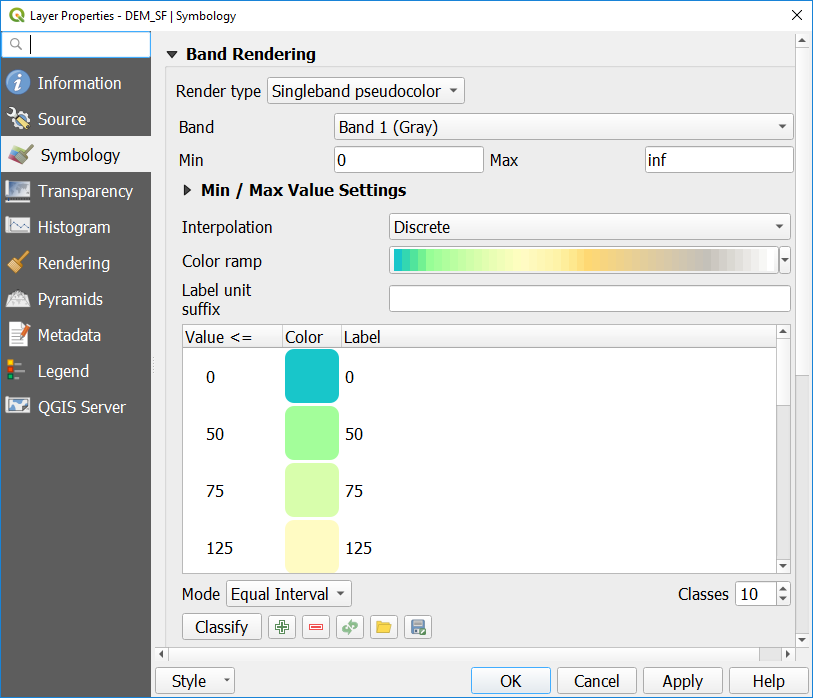 Layer Properties - DEM_SF | Symbology
Information
Source
Symbology
Transparency
Histogram
Rendering
Pyramids
Metadata
Legend
QGIS Server
Band Rendering
Render type Singleband pseudocolor
Band Band 1 (Gray)
Min 0 Max inf
Min / Max Value Settings
Interpolation Discrete
Color ramp
Label unit
suffix
Value <= Color Label
0 0
50 50
75 75
125 125
Mode Equal Interval Classes 10
Classify
Style OK Cancel Apply Help